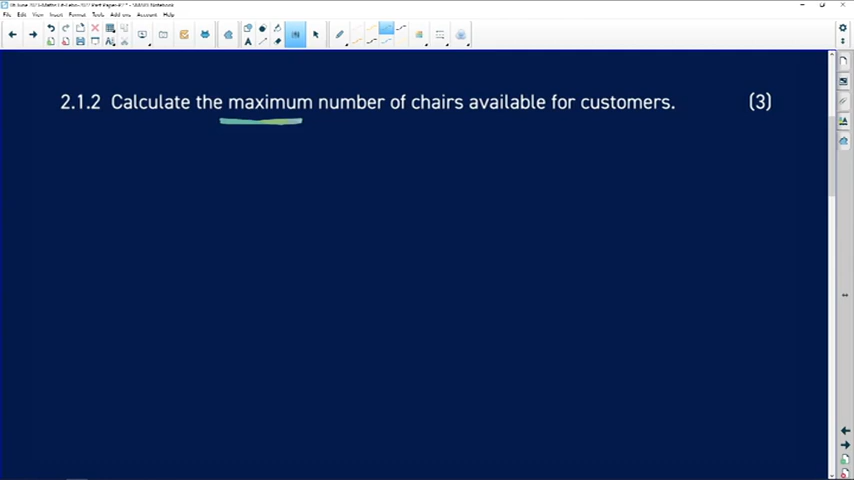 File Edit View Insert Format Tools Add-ons Account Help
2.1.2 Calculate the maximum number of chairs available for customers. (3)